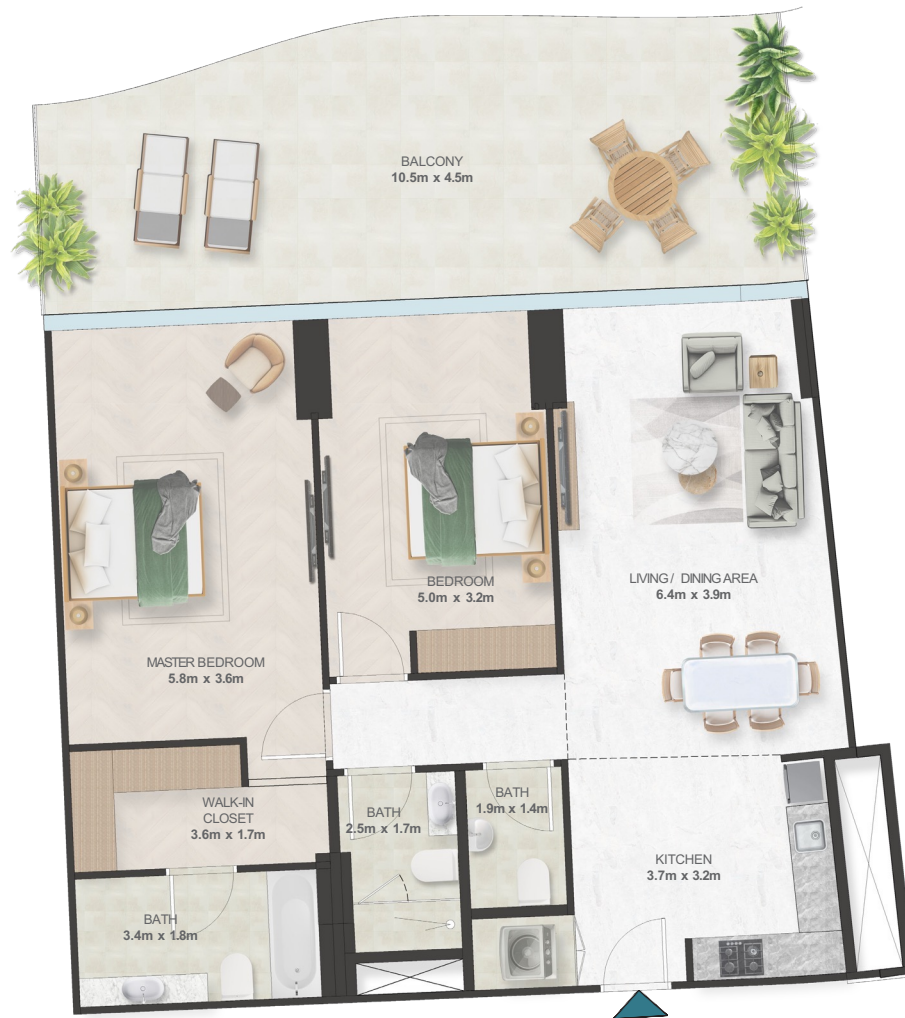 BALCONY
10.5m x 4.5m
LIVING / DINING AREA
6.4m x 3.9m
BEDROOM
5.0m x 3.2m
MASTER BEDROOM
5.8m x 3.6m
WALK-IN
CLOSET
3.6m x 1.7m
BATH
2.5m x 1.7m
BATH
1.9m x 1.4m
KITCHEN
3.7m x 3.2m
BATH
3.4m x 1.8m